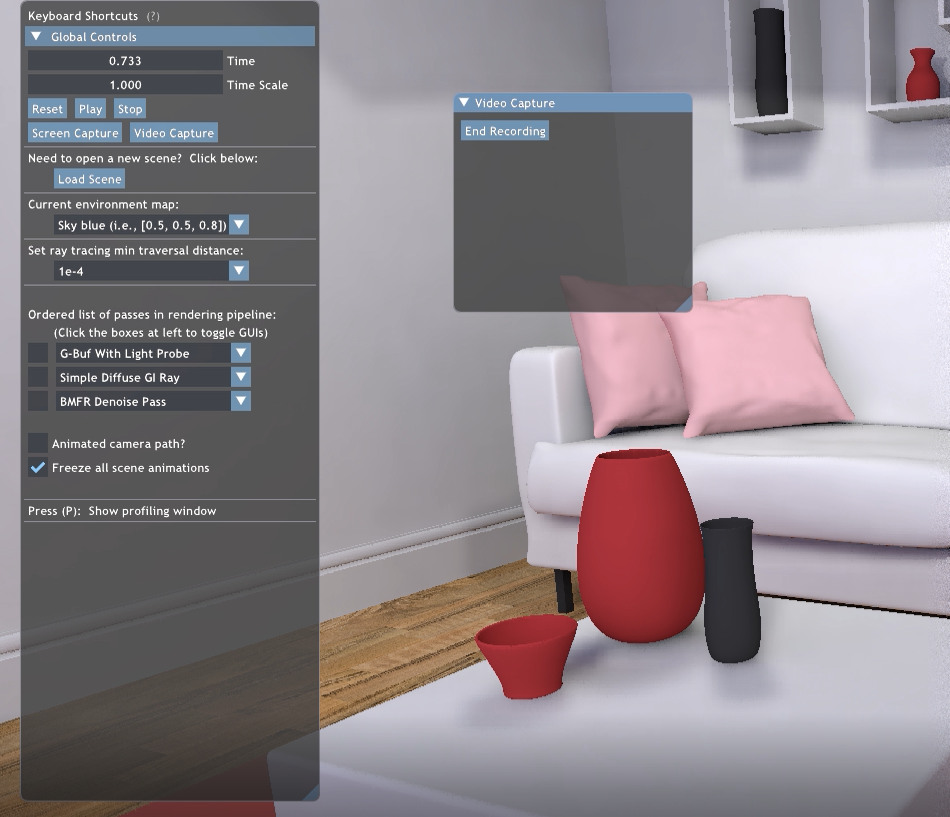 Keyboard Shortcuts (?)
Global Controls
0.733 Time
1.000 Time Scale
Reset Play Stop
Screen Capture Video Capture
Need to open a new scene? Click below:
Load Scene
Current environment map:
Sky blue (i.e., [0.5, 0.5, 0.8])
Set ray tracing min traversal distance:
1e-4
Ordered list of passes in rendering pipeline:
(Click the boxes at left to toggle GUIs)
G-Buf With Light Probe
Simple Diffuse GI Ray
BMFR Denoise Pass
Animated camera path?
Freeze all scene animations
Press (P): Show profiling window
Video Capture
End Recording